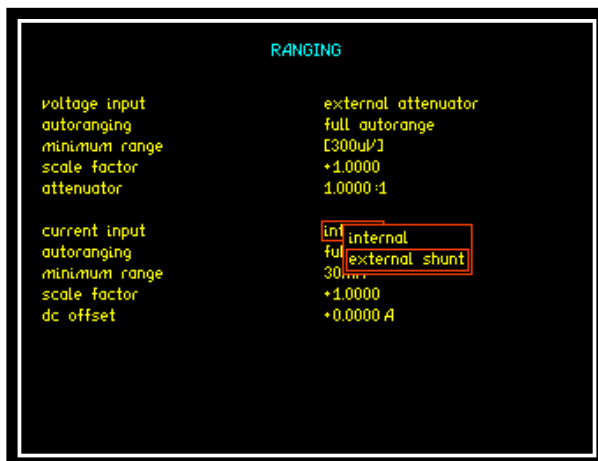 RANGING
voltage input external attenuator
autoranging full autorange
minimum range [300uV]
scale factor +1.0000
attenuator 1.0000:1
current input internal
autoranging external shunt
minimum range
scale factor +1.0000
dc offset +0.0000 A